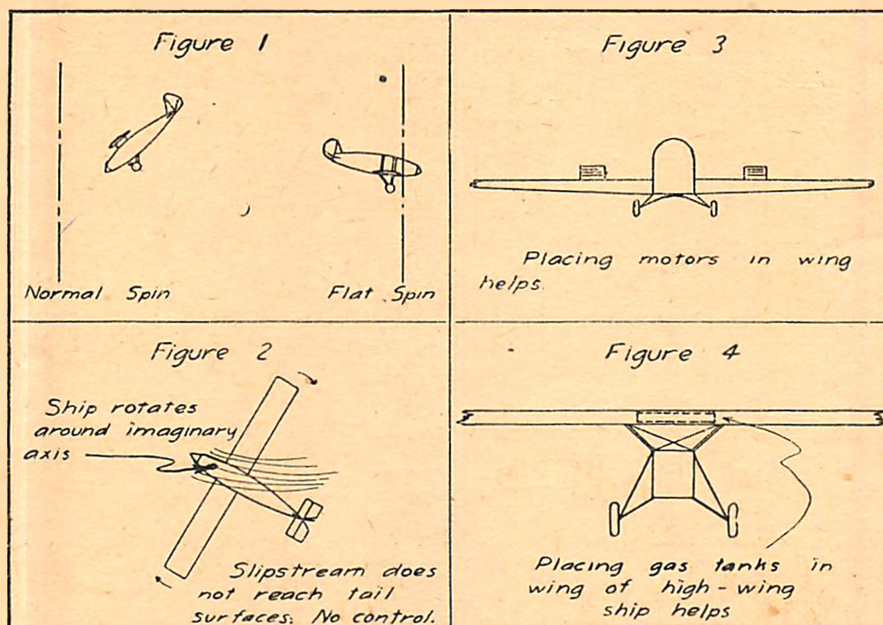 Figure 1
Normal Spin
Flat Spin
Figure 2
Ship rotates
around imaginary
axis
Slipstream does
not reach tail
surfaces. No control.
Figure 3
Placing motors in wing
helps.
Figure 4
Placing gas tanks in
wing of high-wing
ship helps